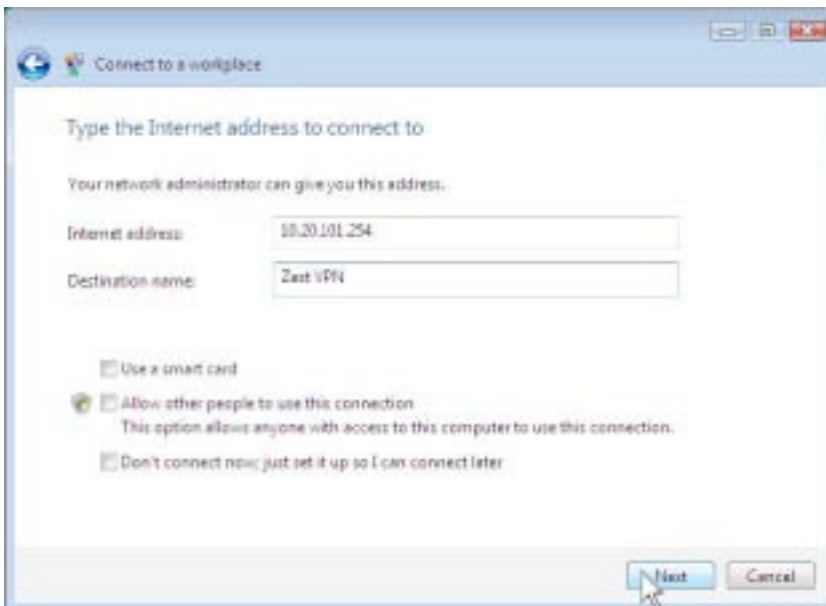 Connect to a workplace
Type the Internet address to connect to
Your network administrator can give you this address.
Internet address:
10.20.101.254
Destination name:
Zest VPN
Use a smart card
Allow other people to use this connection
This option allows anyone with access to this computer to use this connection.
Don't connect now; just set it up so I can connect later
Next
Cancel